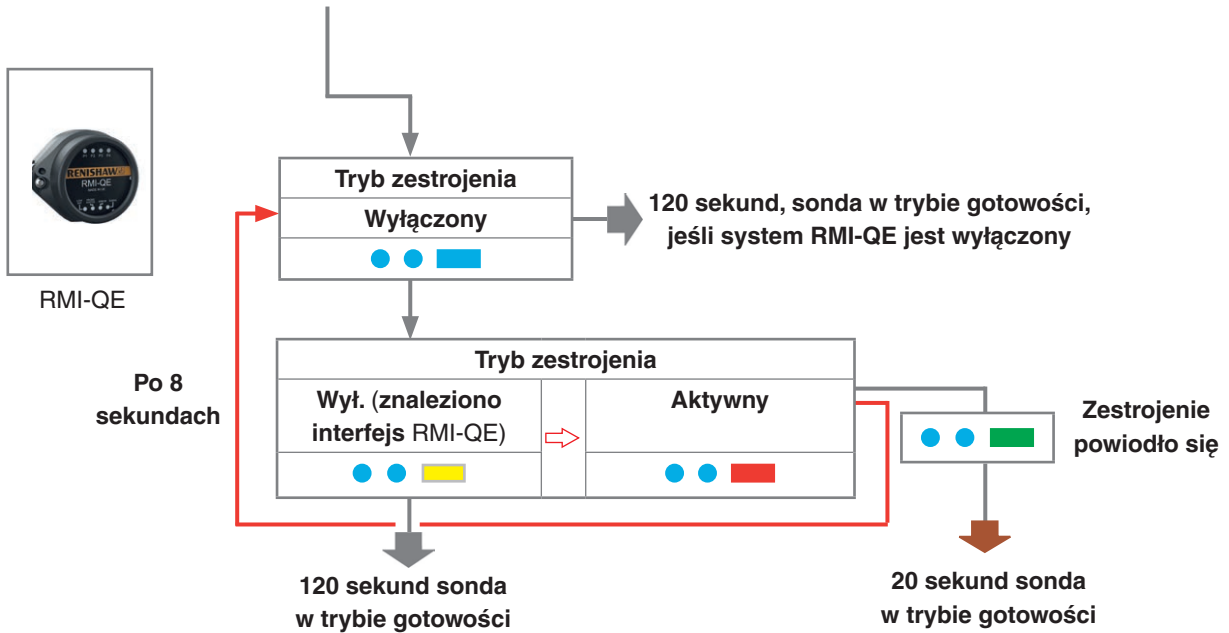 RENISHAW
RMI-QE
RMI-QE
Tryb zestrojenia
Wyłączony
120 sekund, sonda w trybie gotowości,
jeśli system RMI-QE jest wyłączony
Po 8
sekundach
Tryb zestrojenia
Wył. (znaleziono
interfejs RMI-QE)
Aktywny
Zestrojenie
powiodło się
120 sekund sonda
w trybie gotowości
20 sekund sonda
w trybie gotowości